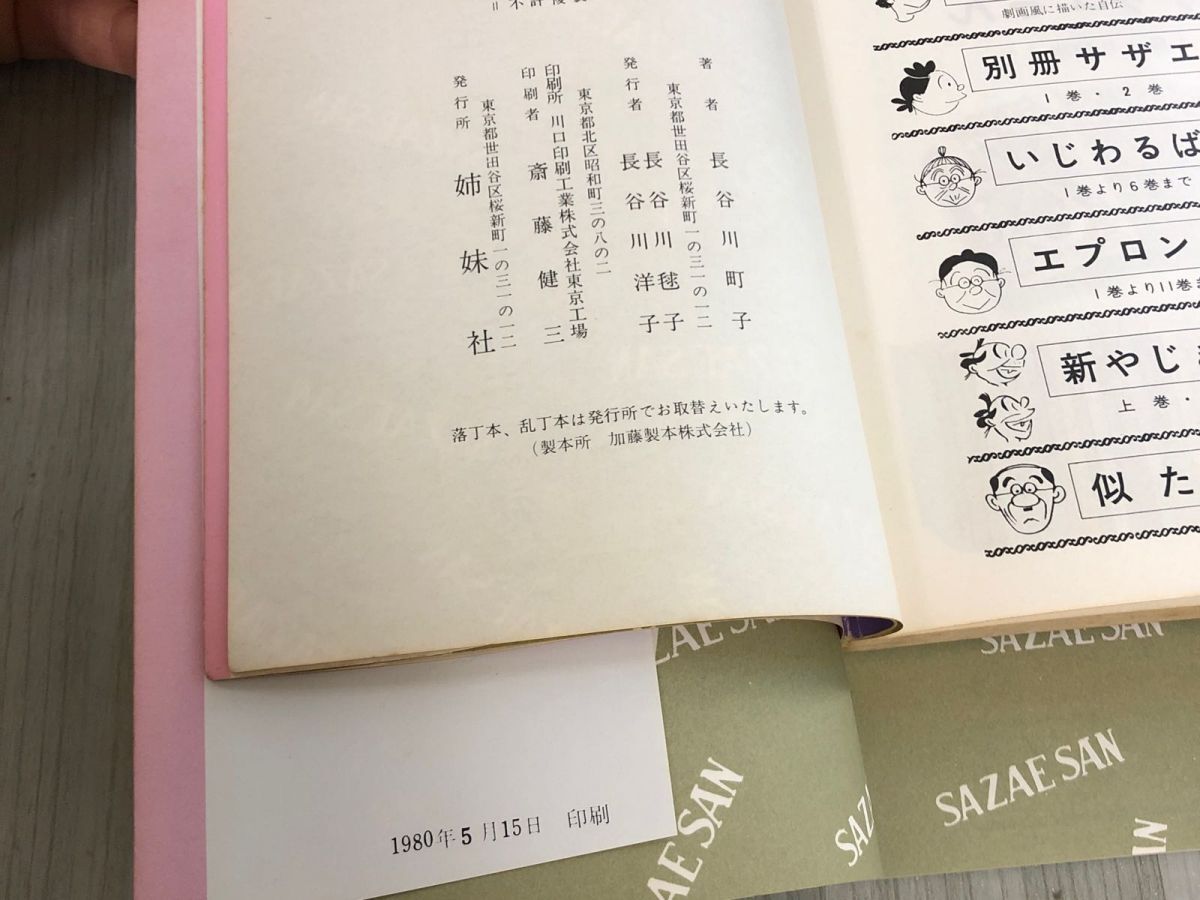 複
許
不
＝
著者 長谷川町子
東京都世田谷区桜新町一の三一の一二
発行者 長谷川毬子
長谷川洋子
東京都北区昭和町三の八の二
印刷所 川口印刷工業株式会社東京工場
印刷者 斎藤健三
東京都世田谷区桜新町一の三一の一二
発行所 姉妹社
落丁本、乱丁本は発行所でお取替えいたします。
(製本所 加藤製本株式会社)
劇画風に描いた自伝
別冊サザエ
1巻・2巻
いじわるば
1巻より6巻まで
エプロン
1巻より11巻ま
新やじ
上巻・
似た
1980年5月15日 印刷
AZAE SAN
SAZAE SAN
SAZAE SAN
AE SAN
SAZA
AN